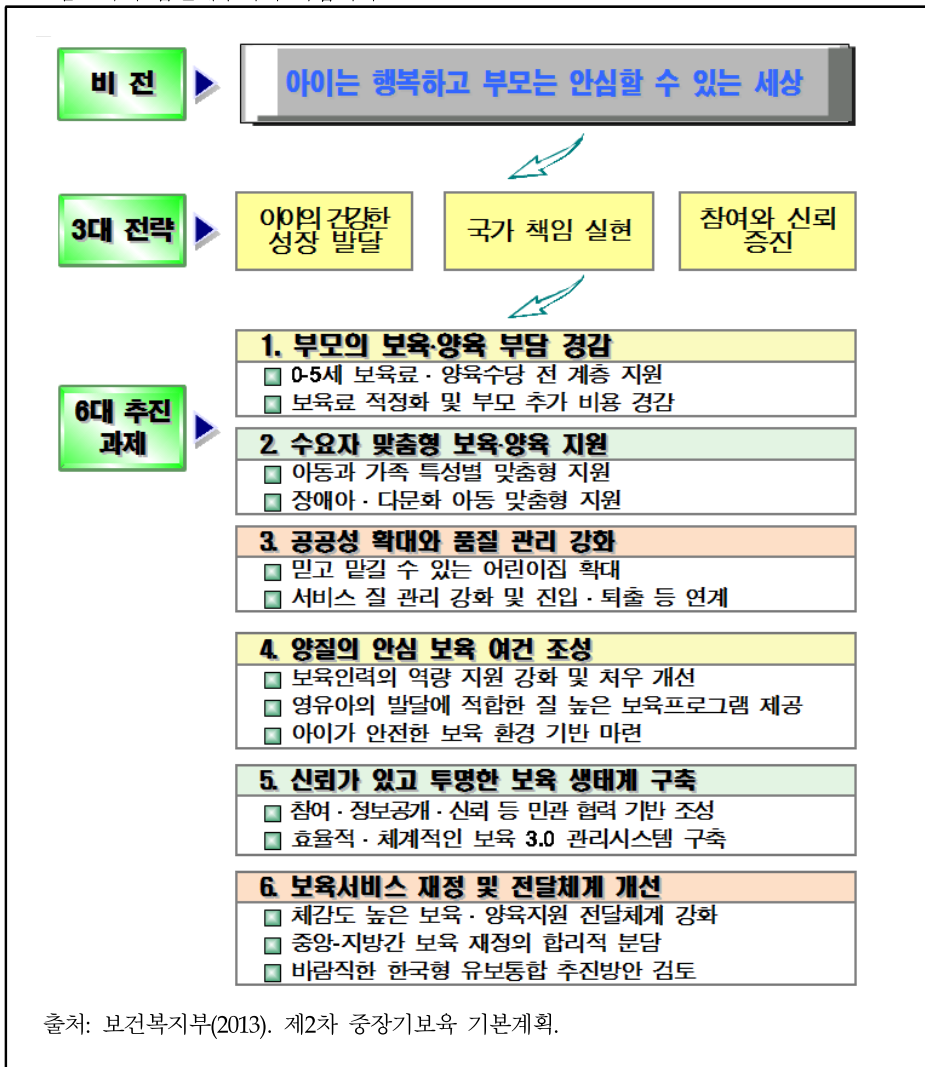 비 전
아이는 행복하고 부모는 안심할 수 있는 세상
3대 전략
아이의 건강한
성장 발달
국가 책임 실현
참여와 신뢰
증진
6대 추진
과제
1. 부모의 보육·양육 부담 경감
0-5세 보육료 · 양육수당 전 계층 지원
보육료 적정화 및 부모 추가 비용 경감
2. 수요자 맞춤형 보육·양육 지원
아동과 가족 특성별 맞춤형 지원
장애아 · 다문화 아동 맞춤형 지원
3. 공공성 확대와 품질 관리 강화
믿고 맡길 수 있는 어린이집 확대
서비스 질 관리 강화 및 진입 · 퇴출 등 연계
4. 양질의 안심 보육 여건 조성
보육인력의 역량 지원 강화 및 처우 개선
영유아의 발달에 적합한 질 높은 보육프로그램 제공
아이가 안전한 보육 환경 기반 마련
5. 신뢰가 있고 투명한 보육 생태계 구축
참여 · 정보공개 · 신뢰 등 민관 협력 기반 조성
효율적 · 체계적인 보육 3.0 관리시스템 구축
6. 보육서비스 재정 및 전달체계 개선
체감도 높은 보육 · 양육지원 전달체계 강화
중앙-지방간 보육 재정의 합리적 분담
바람직한 한국형 유보통합 추진방안 검토
출처: 보건복지부(2013). 제2차 중장기보육 기본계획.